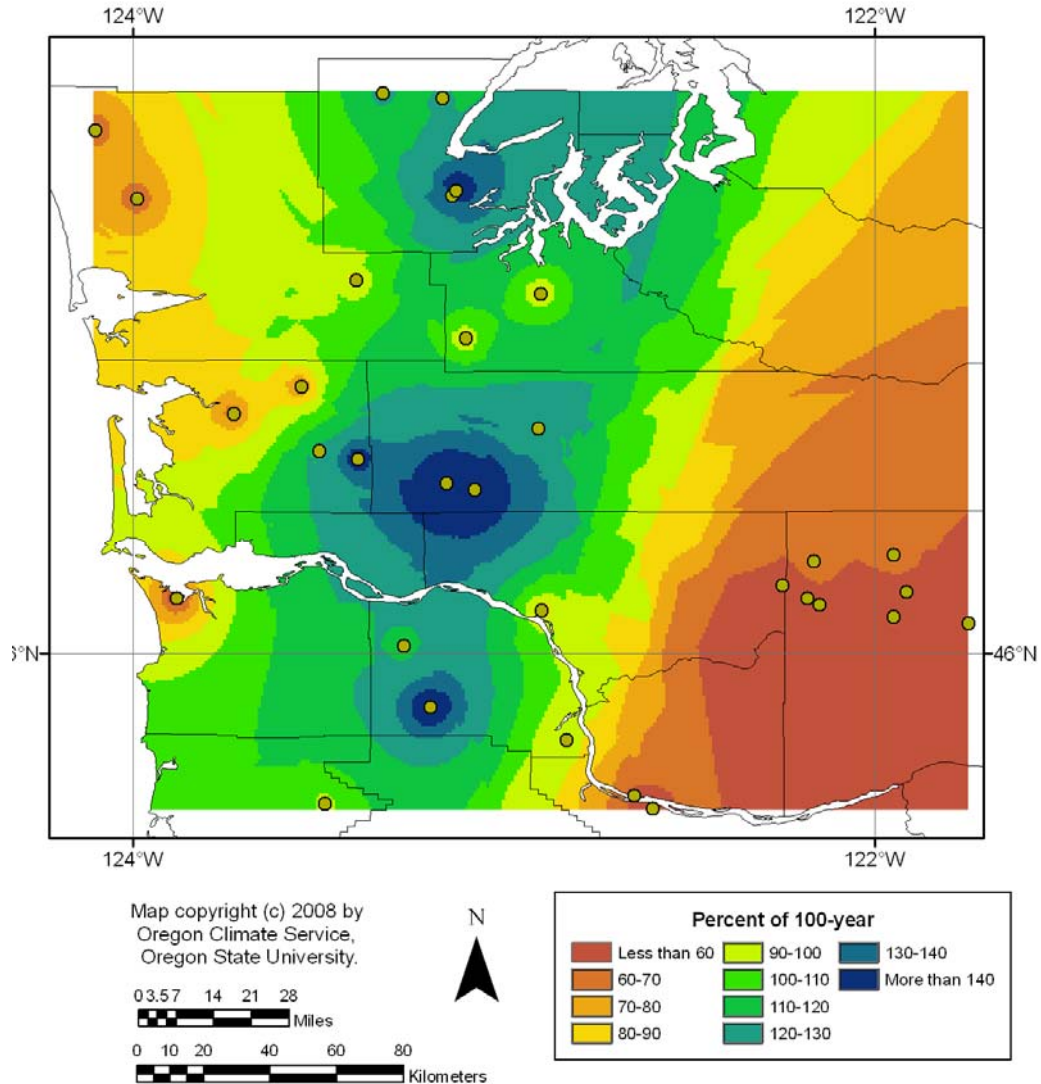 124°W 122°W
3°N 46°N
124°W 122°W
Map copyright (c) 2008 by
Oregon Climate Service,
Oregon State University.
N
0 3.5 7 14 21 28
Miles
0 10 20 40 60 80
Kilometers
Percent of 100-year
Less than 60
60-70
70-80
80-90
90-100
100-110
110-120
120-130
130-140
More than 140